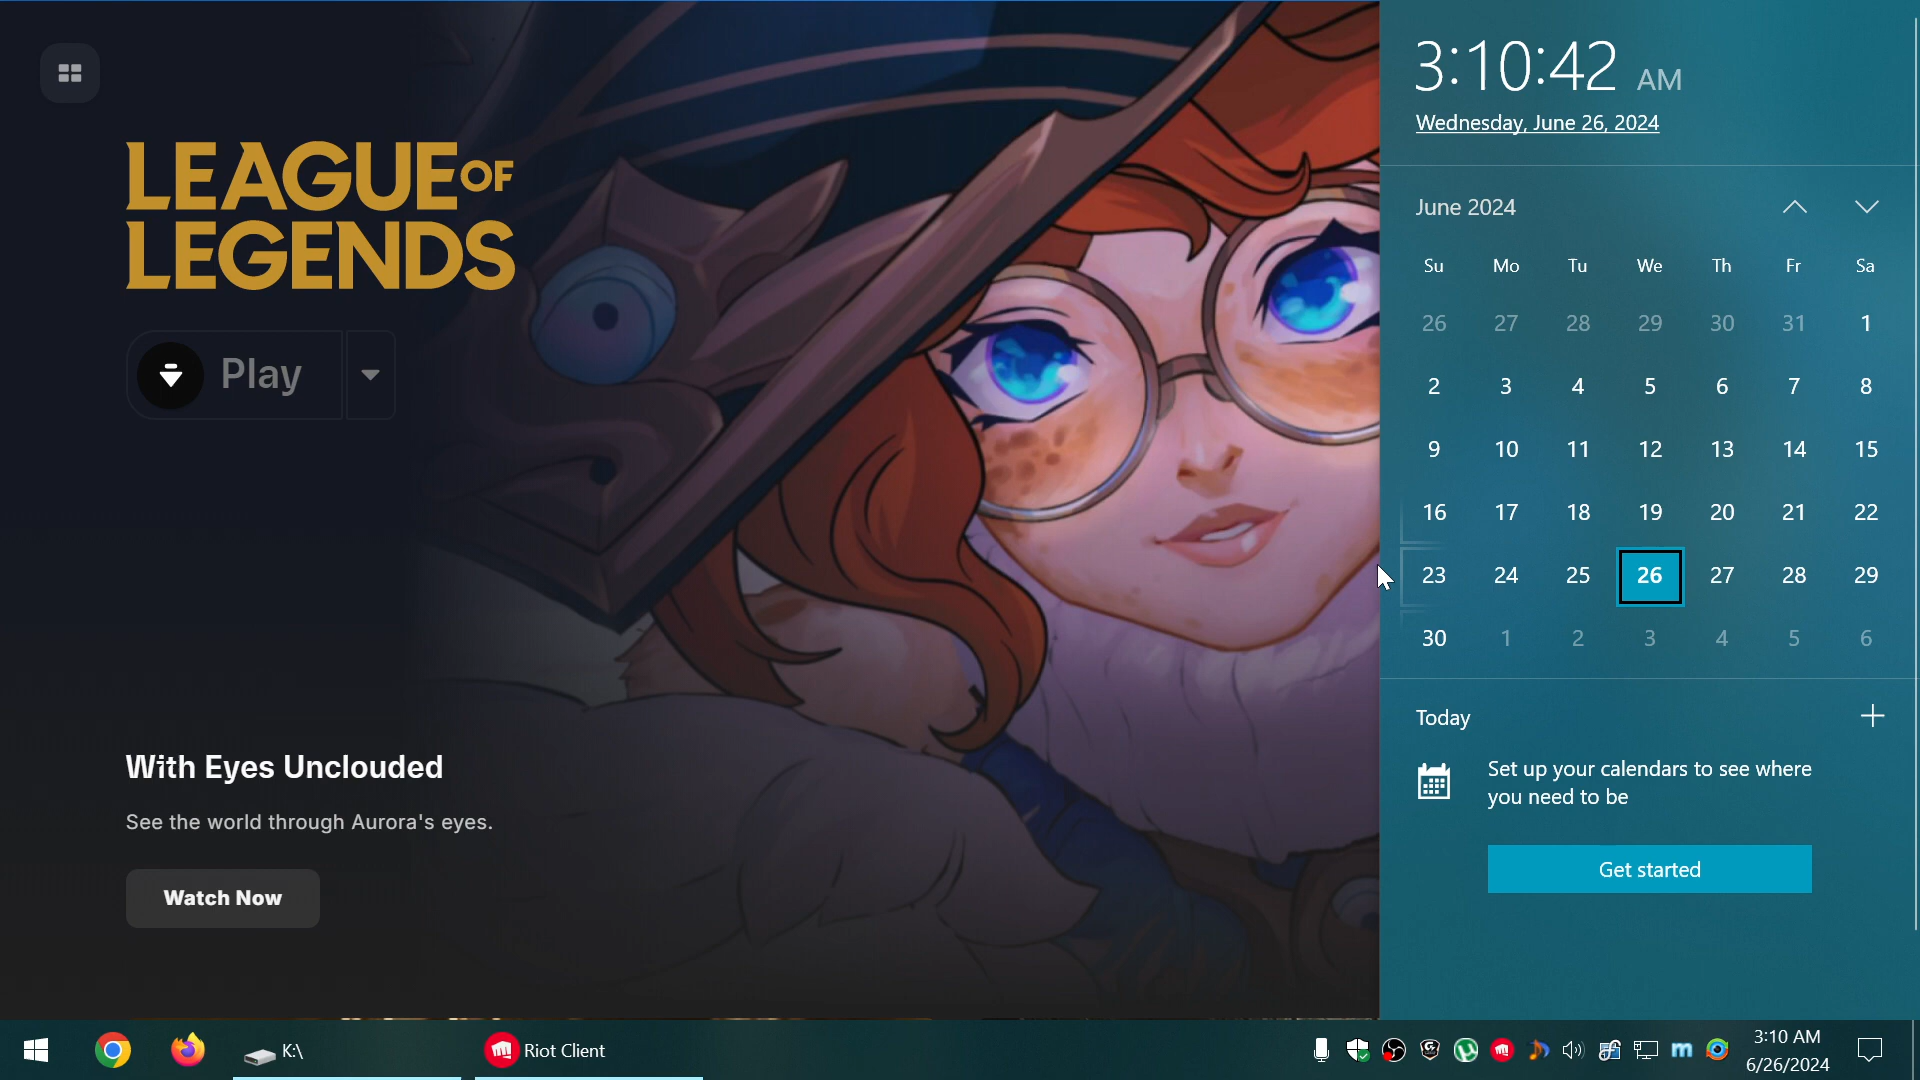 LEAGUE OF
LEGENDS
Play
With Eyes Unclouded
See the world through Aurora's eyes.
Watch Now
3:10:42 AM
Wednesday, June 26, 2024
June 2024
Su Mo Tu We Th Fr Sa
26 27 28 29 30 31 1
2 3 4 5 6 7 8
9 10 11 12 13 14 15
16 17 18 19 20 21 22
23 24 25 26 27 28 29
30 1 2 3 4 5 6
Today
Set up your calendars to see where
you need to be
Get started
K:\
Riot Client
3:10 AM
6/26/2024